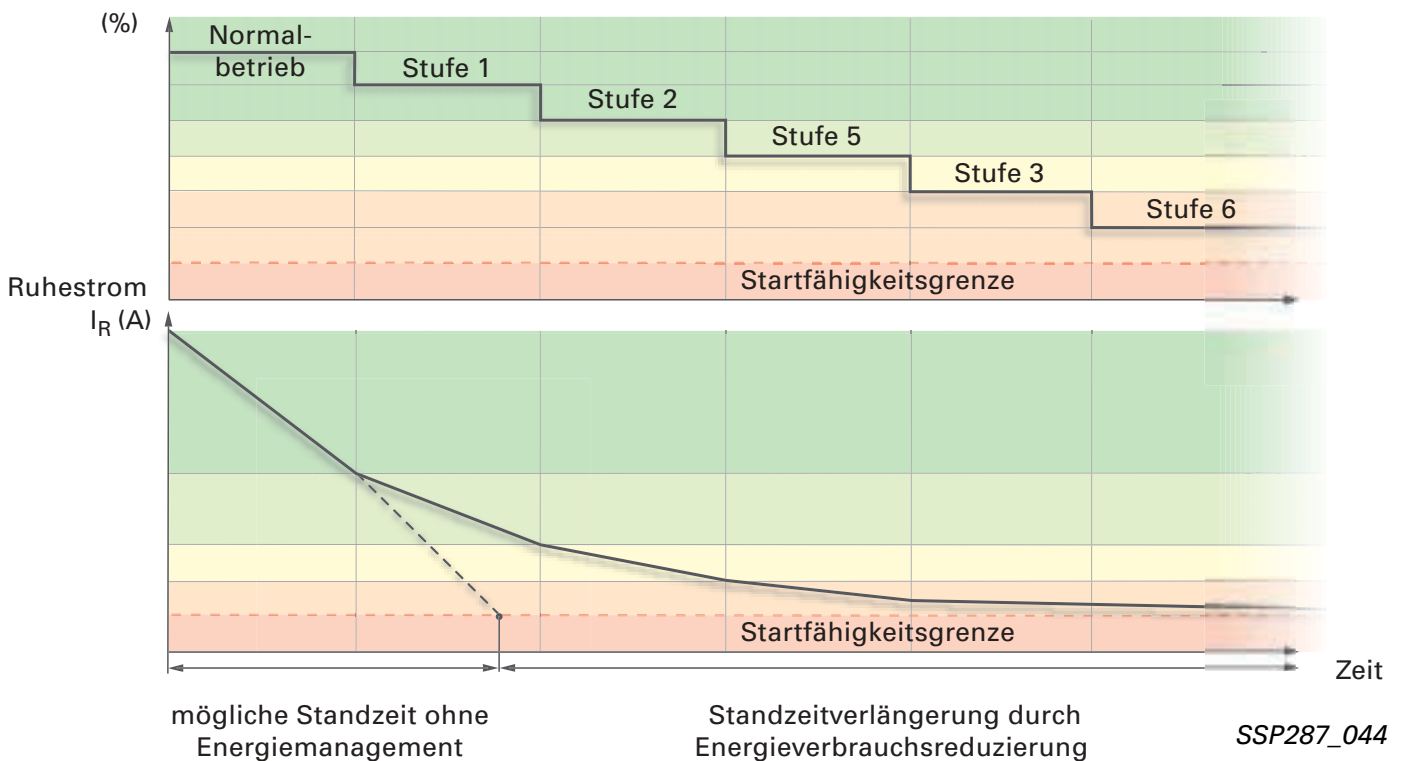 (%)
Normal-
betrieb
Stufe 1
Stufe 2
Stufe 5
Stufe 3
Stufe 6
Startfähigkeitsgrenze
Ruhestrom
I_R (A)
Startfähigkeitsgrenze
Zeit
mögliche Standzeit ohne
Energiemanagement
Standzeitverlängerung durch
Energieverbrauchsreduzierung
SSP287_044